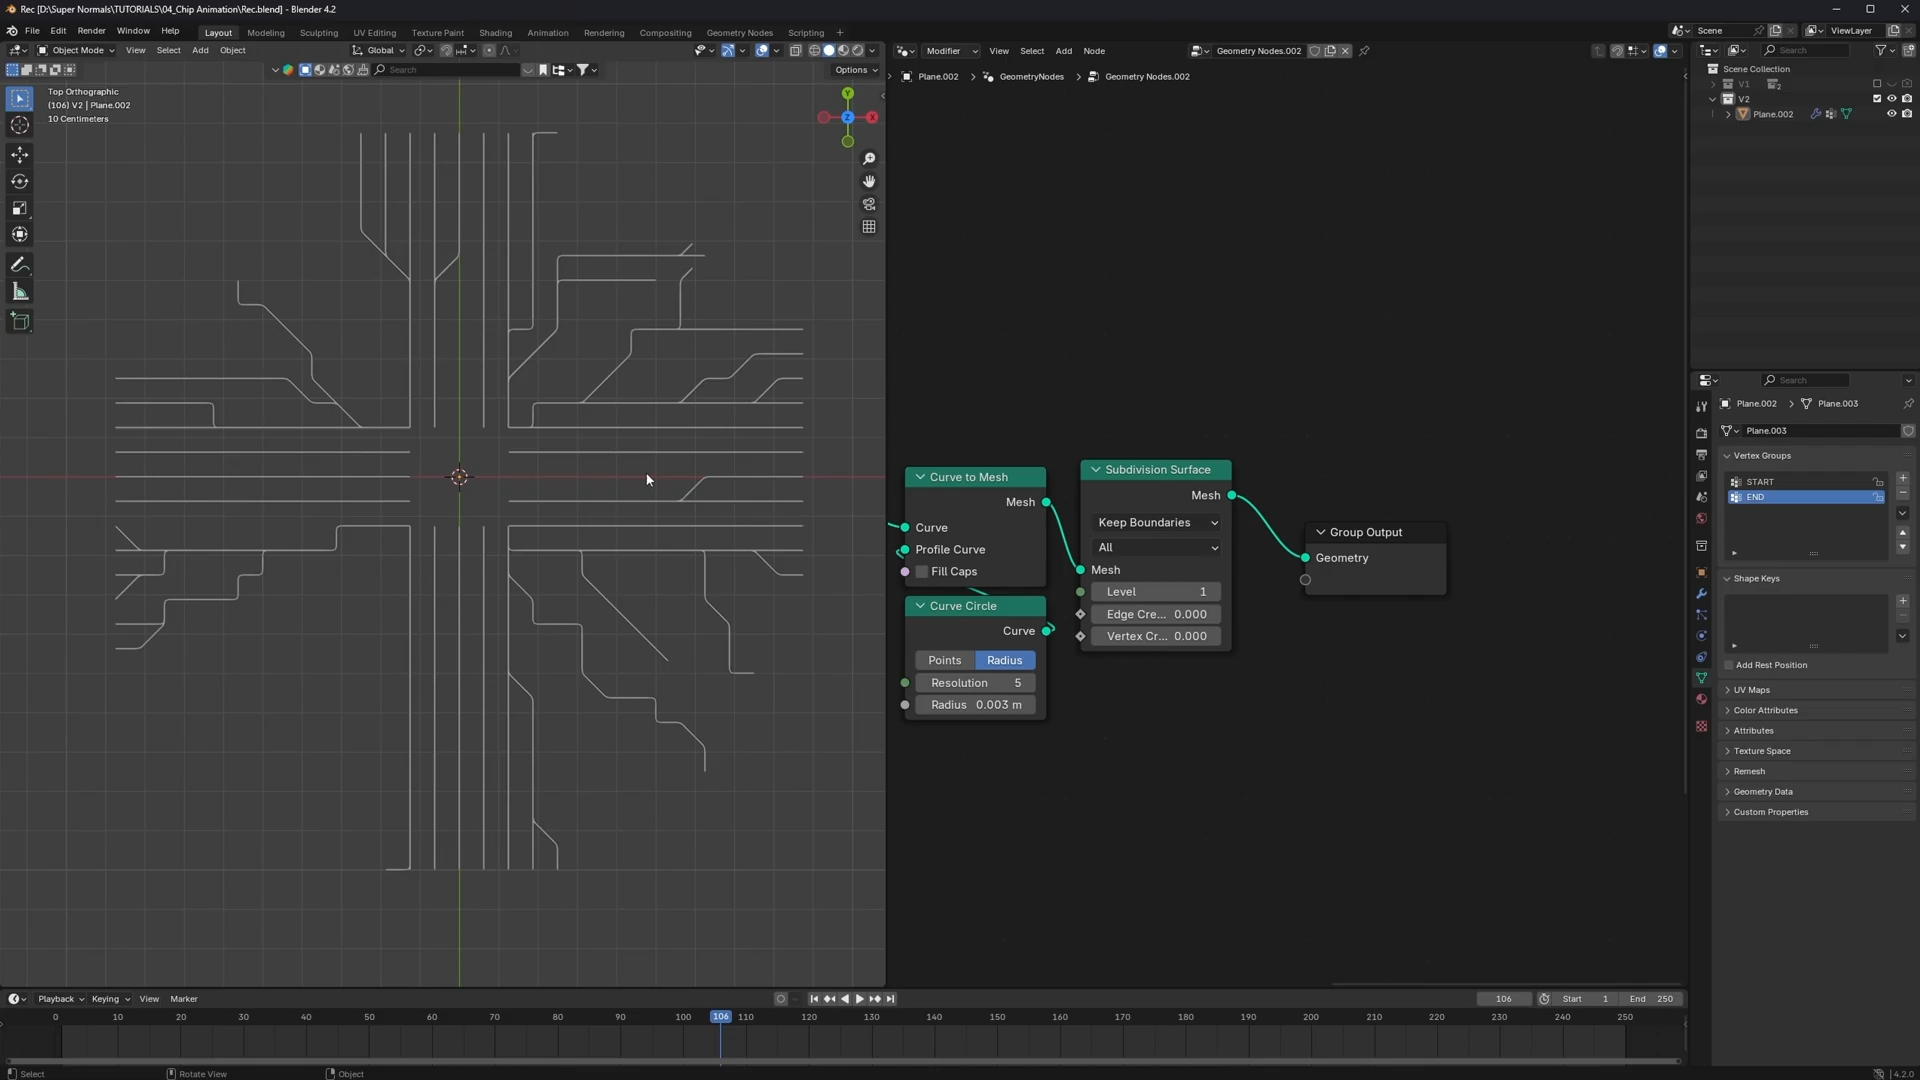 Rec [D:\Super Normals\TUTORIALS\04_Chip Animation\Rec.blend] - Blender 4.2
File Edit Render Window Help Layout Modeling Sculpting UV Editing Texture Paint Shading Animation Rendering Compositing Geometry Nodes Scripting + Scene ViewLayer
Object Mode View Select Add Object Global
Modifier View Select Add Node Geometry Nodes.002
Search
Search Options
Plane.002 > GeometryNodes > Geometry Nodes.002
Scene Collection
V1 2
V2
Plane.002
Top Orthographic
(106) V2 | Plane.002
10 Centimeters
Y
Z
X
Curve to Mesh
Mesh
Curve
Profile Curve
Fill Caps
Curve Circle
Curve
Points Radius
Resolution 5
Radius 0.003 m
Subdivision Surface
Mesh
Keep Boundaries
All
Mesh
Level 1
Edge Cre... 0.000
Vertex Cr... 0.000
Group Output
Geometry
Search
Plane.002 > Plane.003
Plane.003
Vertex Groups
START
END
Shape Keys
Add Rest Position
UV Maps
Color Attributes
Attributes
Texture Space
Remesh
Geometry Data
Custom Properties
Playback Keying View Marker 106 Start 1 End 250
0 10 20 30 40 50 60 70 80 90 100 106 110 120 130 140 150 160 170 180 190 200 210 220 230 240 250
Select Rotate View Object 4.2.0